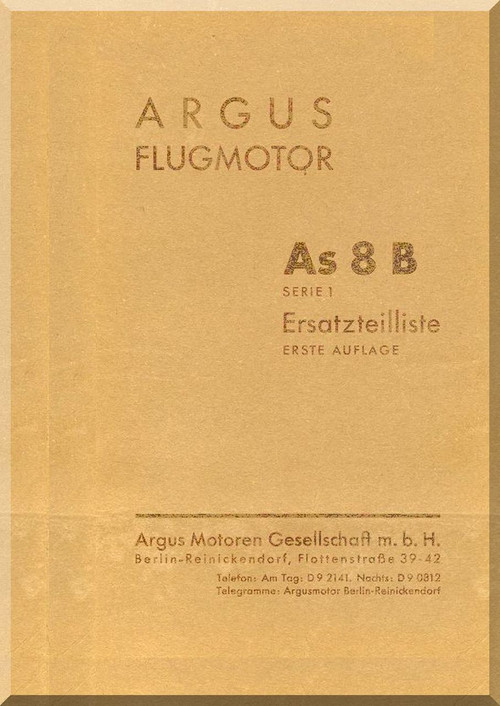 ARGUS
FLUGMOTOR
As 8 B
SERIE 1
Ersatzteilliste
ERSTE AUFLAGE
Argus Motoren Gesellschaft m. b. H.
Berlin-Reinickendorf, Flottenstraße 39-42
Telefon: Am Tag: D 9 2141. Nachts: D 9 0812
Telegramme: Argusmotor Berlin-Reinickendorf